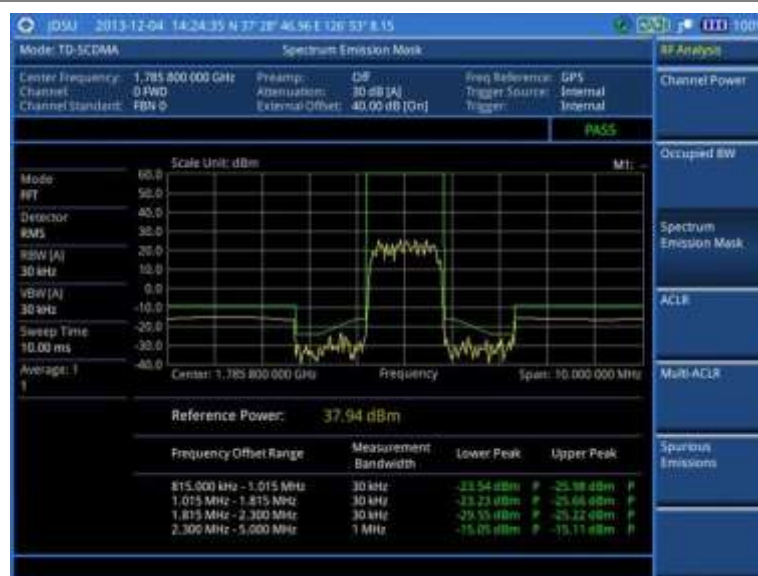 JDSU 2013-12-04 14:24:35 N 37° 28' 46.96 E 126° 53' 8.15 100%
Mode: TD-SCDMA Spectrum Emission Mask RF Analysis
Center Frequency: 1,785 800 000 GHz Preamp: Off Freq Reference: GPS
Channel: 0 FWD Attenuation: 30 dB [A] Trigger Source: Internal
Channel Standard: FBN 0 External Offset: 40.00 dB [On] Trigger: Internal
PASS
Channel Power
Occupied BW
Spectrum
Emission Mask
ACLR
Multi-ACLR
Spurious
Emissions
Scale Unit: dBm M1: --
Mode
FFT
Detector
RMS
RBW [A]
30 kHz
VBW [A]
30 kHz
Sweep Time
10.00 ms
Average: 1
1
60.0
50.0
40.0
30.0
20.0
10.0
0.0
-10.0
-20.0
-30.0
-40.0
Center: 1.785 800 000 GHz Frequency Span: 10.000 000 MHz
Reference Power: 37.94 dBm
Frequency Offset Range Measurement Bandwidth Lower Peak Upper Peak
815.000 kHz - 1.015 MHz 30 kHz -23.54 dBm P -25.98 dBm P
1.015 MHz - 1.815 MHz 30 kHz -23.23 dBm P -25.66 dBm P
1.815 MHz - 2.300 MHz 30 kHz -29.55 dBm P -25.22 dBm P
2.300 MHz - 5.000 MHz 1 MHz -15.05 dBm P -15.11 dBm P